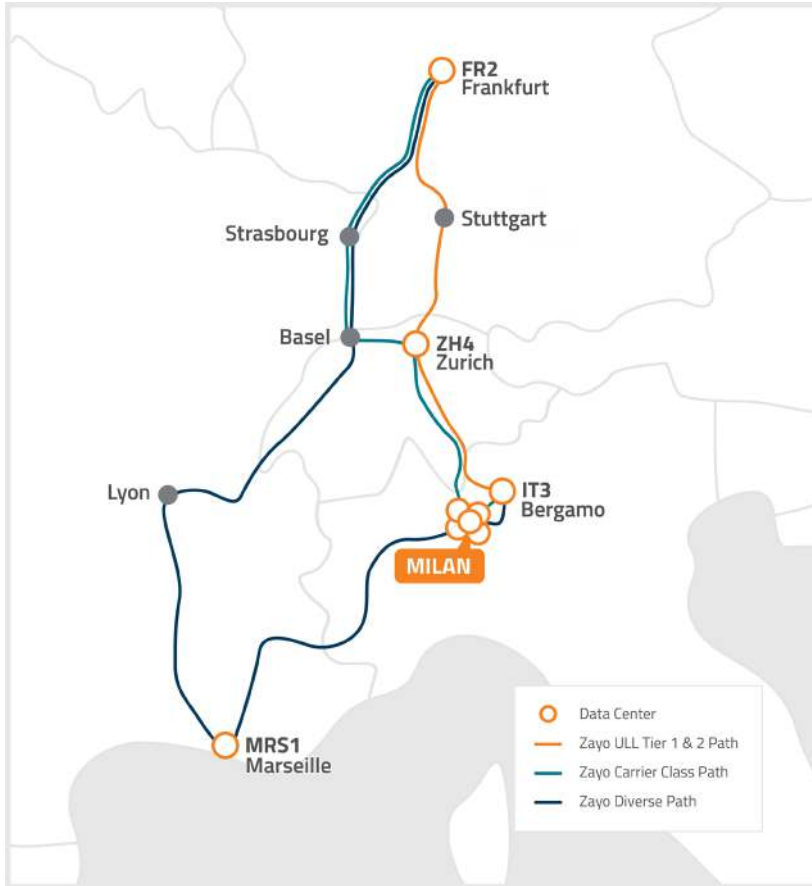 FR2
Frankfurt
Strasbourg
Stuttgart
Basel
ZH4
Zurich
Lyon
IT3
Bergamo
MILAN
MRS1
Marseille
Data Center
Zayo ULL Tier 1 & 2 Path
Zayo Carrier Class Path
Zayo Diverse Path